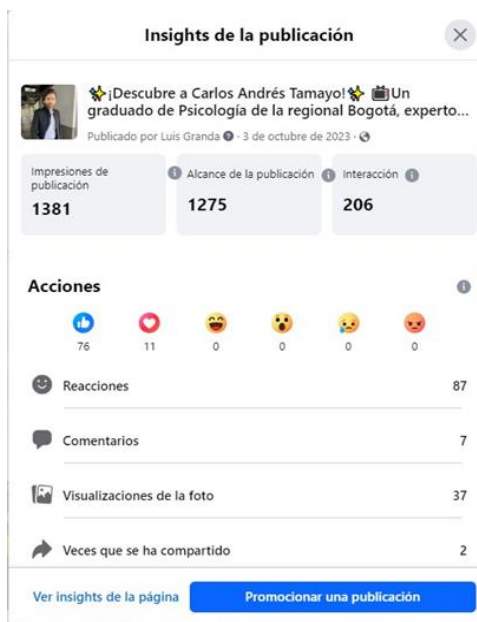 Insights de la publicación
✨¡Descubre a Carlos Andrés Tamayo!✨ 📺Un
graduado de Psicología de la regional Bogotá, experto...
Publicado por Luis Granda · 3 de octubre de 2023 ·
Impresiones de publicación
1381
Alcance de la publicación
1275
Interacción
206
Acciones
76 11 0 0 0 0
Reacciones 87
Comentarios 7
Visualizaciones de la foto 37
Veces que se ha compartido 2
Ver insights de la página
Promocionar una publicación